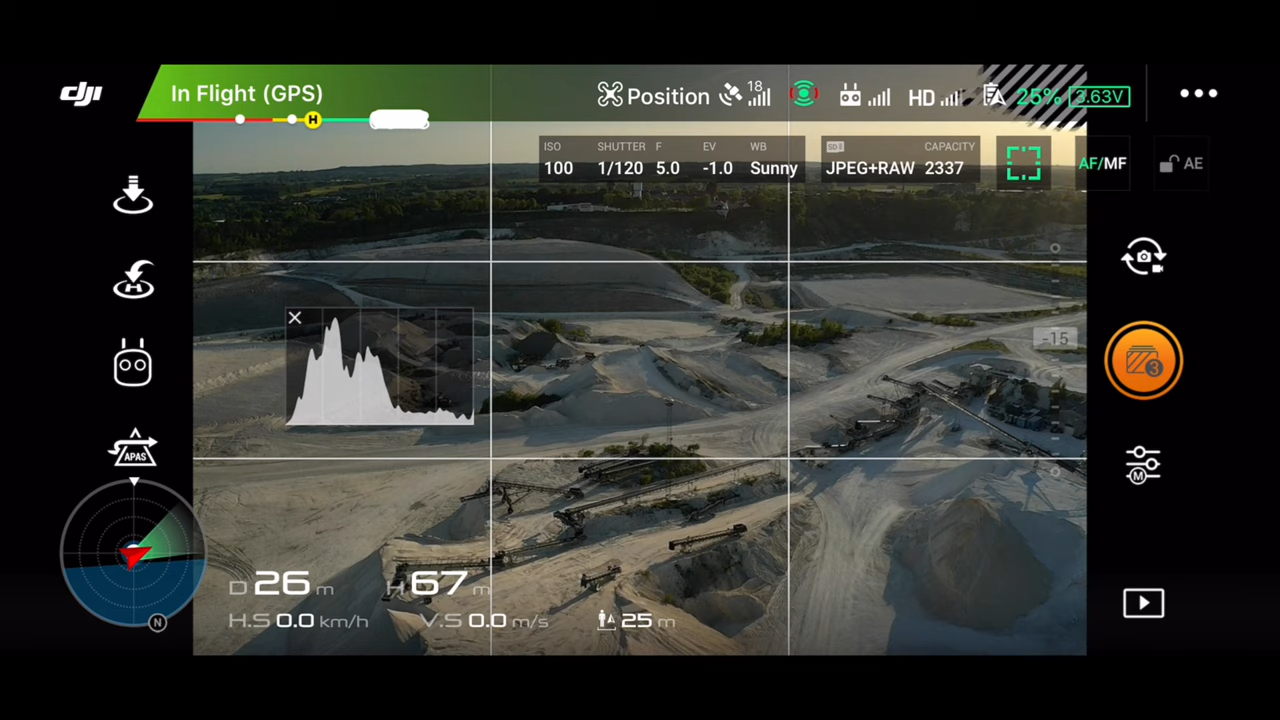 dji
In Flight (GPS)
H
Position
18
HD
A
25%
3.63V
ISO SHUTTER F EV WB
100 1/120 5.0 -1.0 Sunny
SD CAPACITY
JPEG+RAW 2337
AF/MF
AE
H
-15
3
APAS
M
N
D 26 m H 67 m
H.S 0.0 km/h V.S 0.0 m/s 25 m